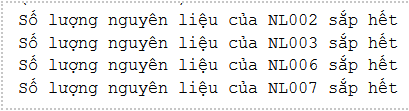 Số lượng nguyên liệu của NL002 sắp hết
Số lượng nguyên liệu của NL003 sắp hết
Số lượng nguyên liệu của NL006 sắp hết
Số lượng nguyên liệu của NL007 sắp hết